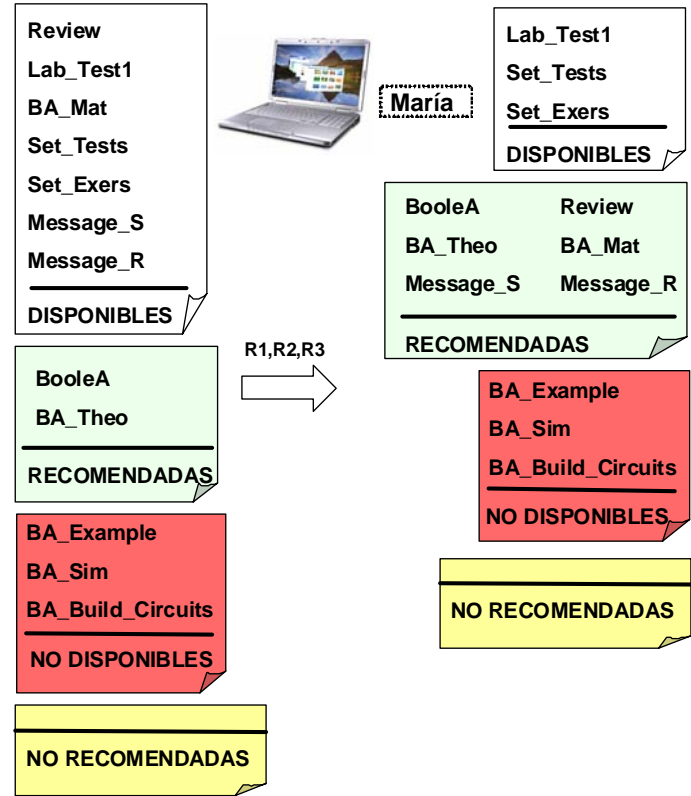 Review
Lab_Test1
BA_Mat
Set_Tests
Set_Exers
Message_S
Message_R
DISPONIBLES
BooleA
BA_Theo
RECOMENDADAS
BA_Example
BA_Sim
BA_Build_Circuits
NO DISPONIBLES
NO RECOMENDADAS
R1,R2,R3
María
Lab_Test1
Set_Tests
Set_Exers
DISPONIBLES
BooleA Review
BA_Theo BA_Mat
Message_S Message_R
RECOMENDADAS
BA_Example
BA_Sim
BA_Build_Circuits
NO DISPONIBLES
NO RECOMENDADAS